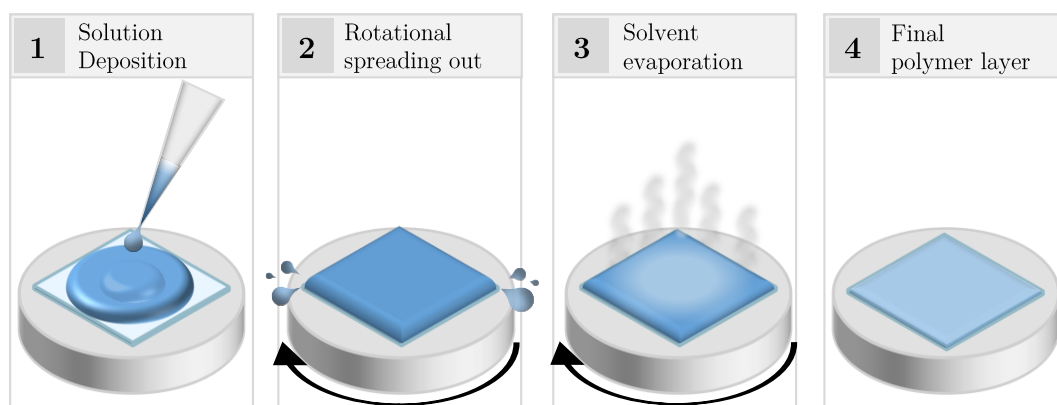 1
Solution
Deposition
2
Rotational
spreading out
3
Solvent
evaporation
4
Final
polymer layer